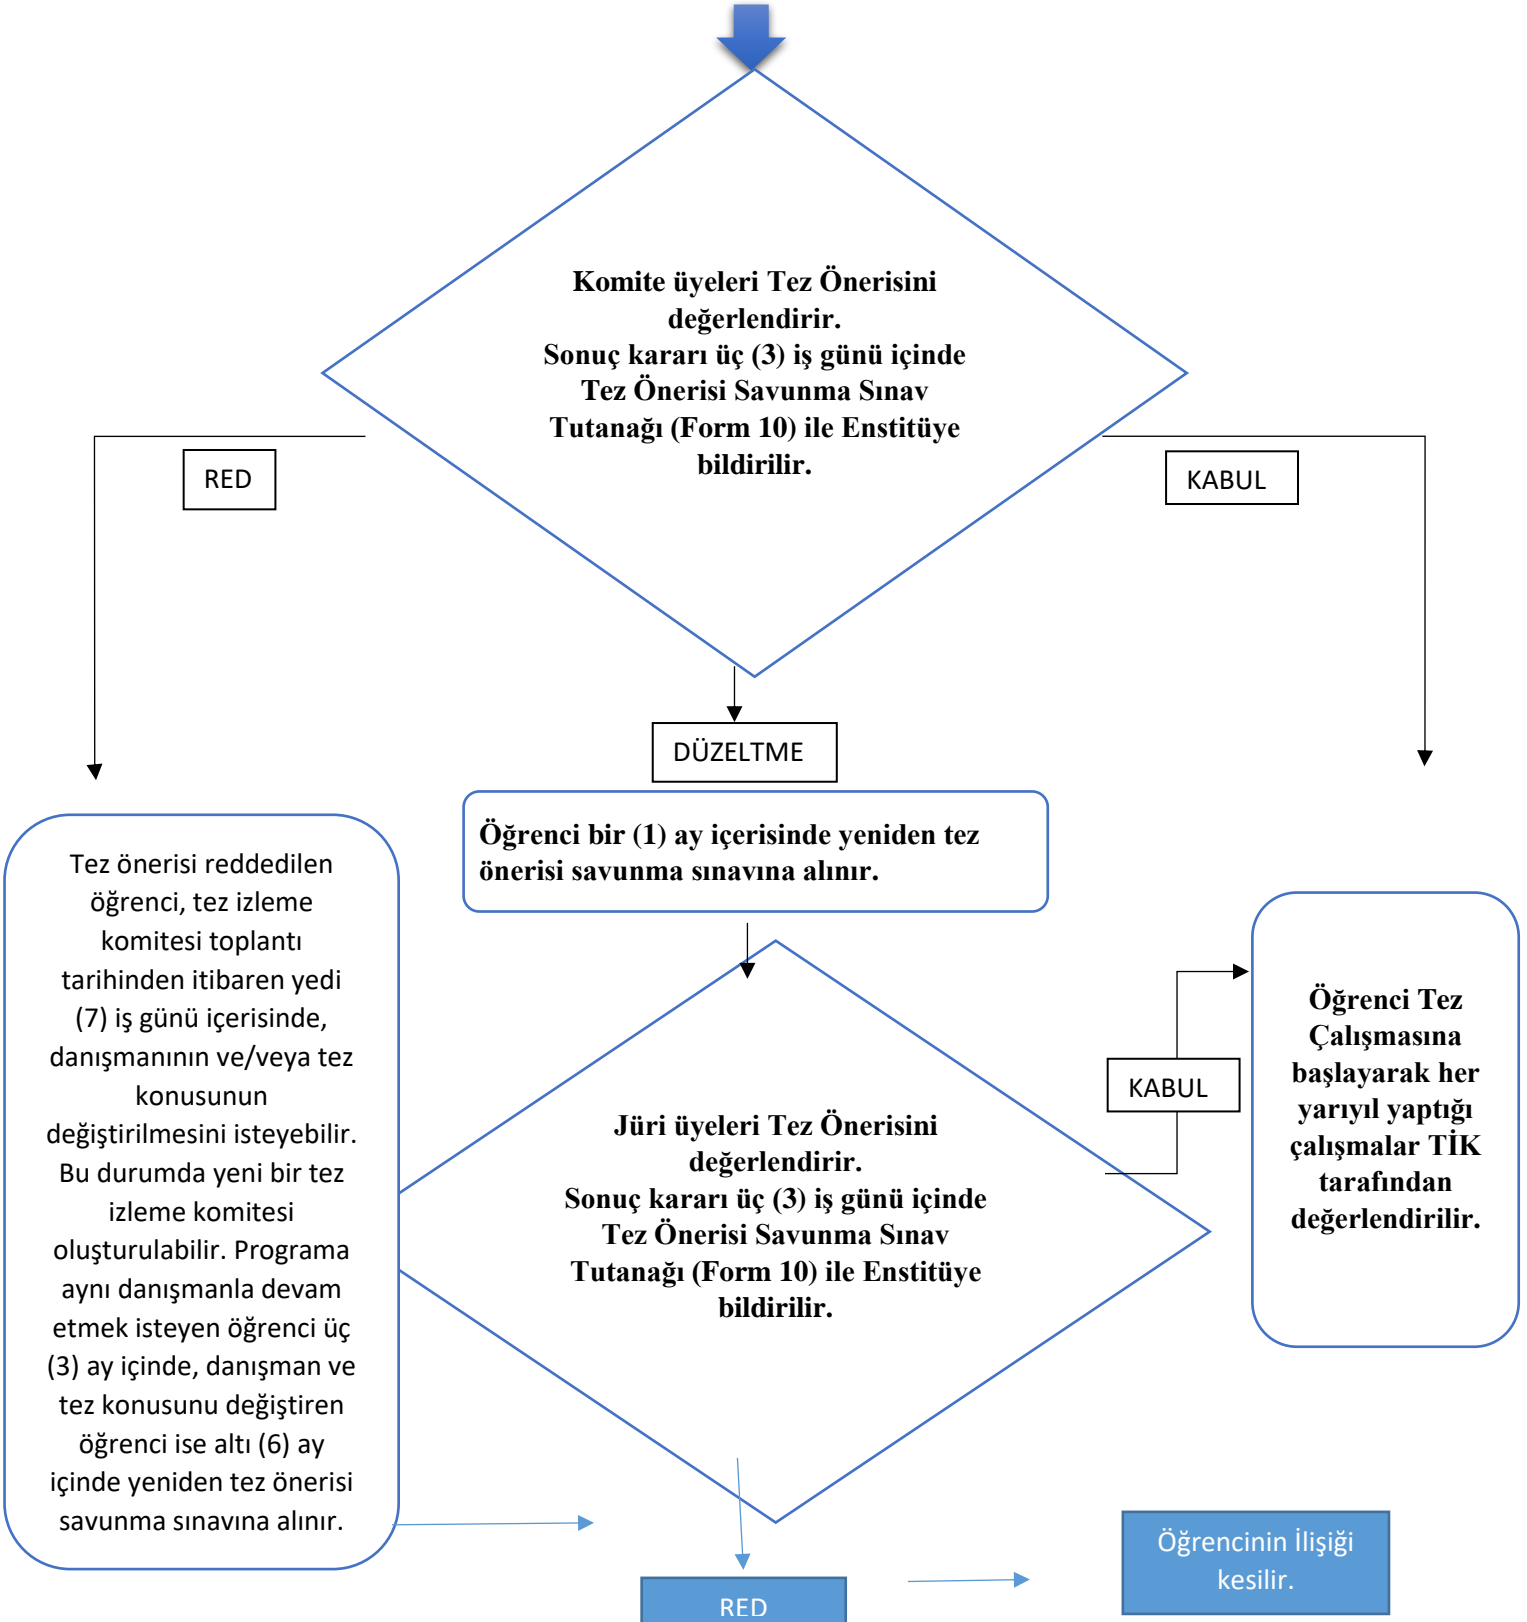 Komite üyeleri Tez Önerisini
değerlendirir.
Sonuç kararı üç (3) iş günü içinde
Tez Önerisi Savunma Sınav
Tutanağı (Form 10) ile Enstitüye
bildirilir.
RED
KABUL
DÜZELTME
Öğrenci bir (1) ay içerisinde yeniden tez
önerisi savunma sınavına alınır.
Tez önerisi reddedilen
öğrenci, tez izleme
komitesi toplantı
tarihinden itibaren yedi
(7) iş günü içerisinde,
danışmanının ve/veya tez
konusunun
değiştirilmesini isteyebilir.
Bu durumda yeni bir tez
izleme komitesi
oluşturulabilir. Programa
aynı danışmanla devam
etmek isteyen öğrenci üç
(3) ay içinde, danışman ve
tez konusunu değiştiren
öğrenci ise altı (6) ay
içinde yeniden tez önerisi
savunma sınavına alınır.
Jüri üyeleri Tez Önerisini
değerlendirir.
Sonuç kararı üç (3) iş günü içinde
Tez Önerisi Savunma Sınav
Tutanağı (Form 10) ile Enstitüye
bildirilir.
KABUL
Öğrenci Tez
Çalışmasına
başlayarak her
yarıyıl yaptığı
çalışmalar TİK
tarafından
değerlendirilir.
RED
Öğrencinin İlişiği
kesilir.